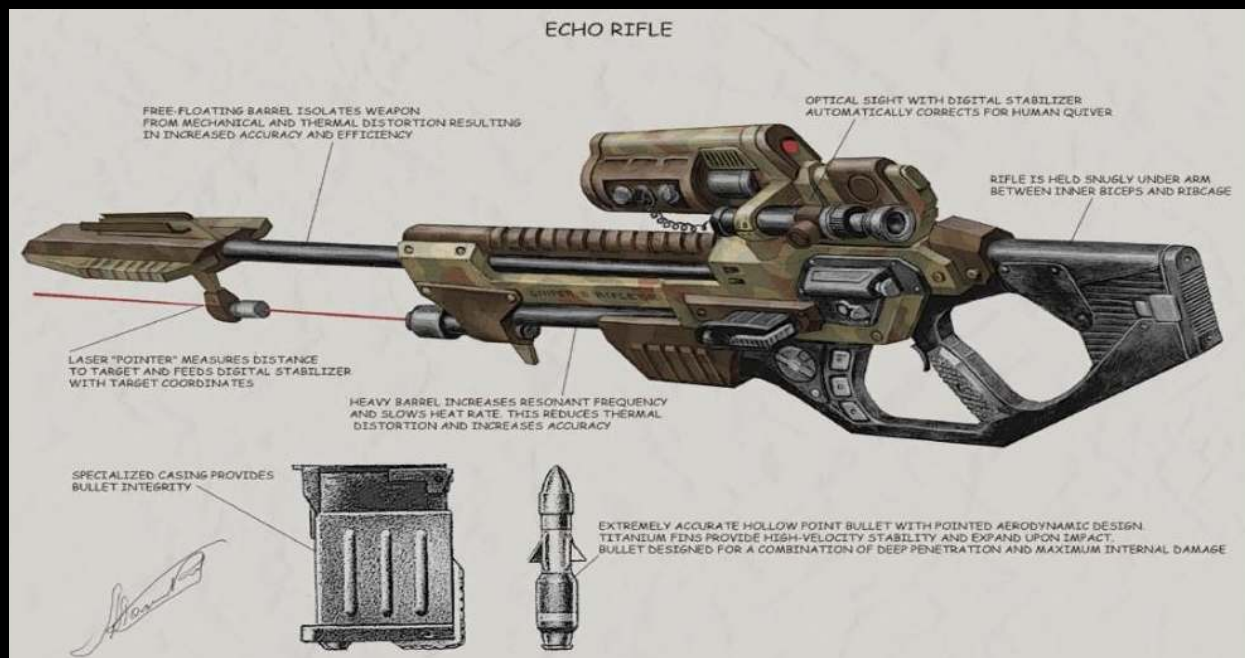 ECHO RIFLE
FREE-FLOATING BARREL ISOLATES WEAPON
FROM MECHANICAL AND THERMAL DISTORTION RESULTING
IN INCREASED ACCURACY AND EFFICIENCY
OPTICAL SIGHT WITH DIGITAL STABILIZER
AUTOMATICALLY CORRECTS FOR HUMAN QUIVER
RIFLE IS HELD SNUGLY UNDER ARM
BETWEEN INNER BICEPS AND RIBCAGE
LASER "POINTER" MEASURES DISTANCE
TO TARGET AND FEEDS DIGITAL STABILIZER
WITH TARGET COORDINATES
HEAVY BARREL INCREASES RESONANT FREQUENCY
AND SLOWS HEAT RATE. THIS REDUCES THERMAL
DISTORTION AND INCREASES ACCURACY
SPECIALIZED CASING PROVIDES
BULLET INTEGRITY
EXTREMELY ACCURATE HOLLOW POINT BULLET WITH POINTED AERODYNAMIC DESIGN.
TITANIUM FINS PROVIDE HIGH-VELOCITY STABILITY AND EXPAND UPON IMPACT.
BULLET DESIGNED FOR A COMBINATION OF DEEP PENETRATION AND MAXIMUM INTERNAL DAMAGE